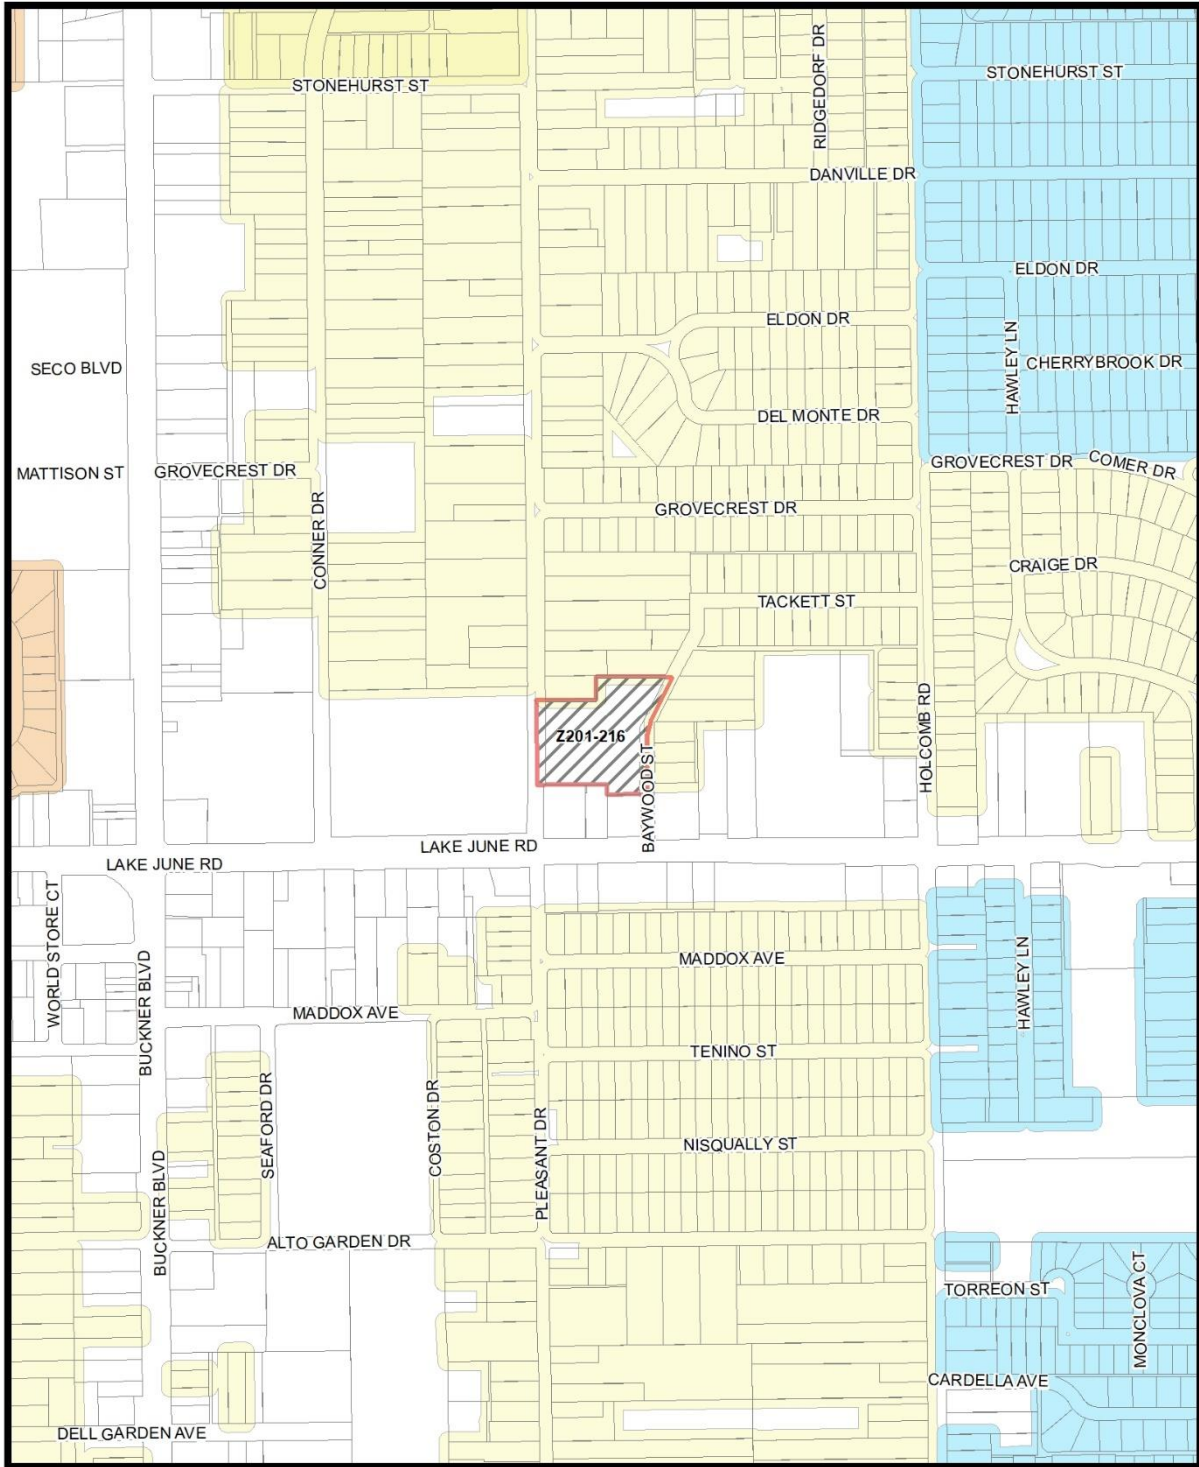 RIDGEDORF DR
STONEHURST ST
STONEHURST ST
DANVILLE DR
ELDON DR
ELDON DR
HAWLEY LN
SECO BLVD
CHERRYBROOK DR
DEL MONTE DR
MATTISON ST
GROVECREST DR
GROVECREST DR
COMER DR
CONNER DR
GROVECREST DR
CRAIGE DR
TACKETT ST
HOLCOMB RD
Z201-216
BAYWOOD ST
LAKE JUNE RD
LAKE JUNE RD
WORLD STORE CT
BUCKNER BLVD
MADDOX AVE
HAWLEY LN
MADDOX AVE
TENINO ST
SEAFORD DR
COSTON DR
PLEASANT DR
NISQUALLY ST
BUCKNER BLVD
ALTO GARDEN DR
TORREON ST
MONCLOVA CT
CARDELLA AVE
DELL GARDEN AVE